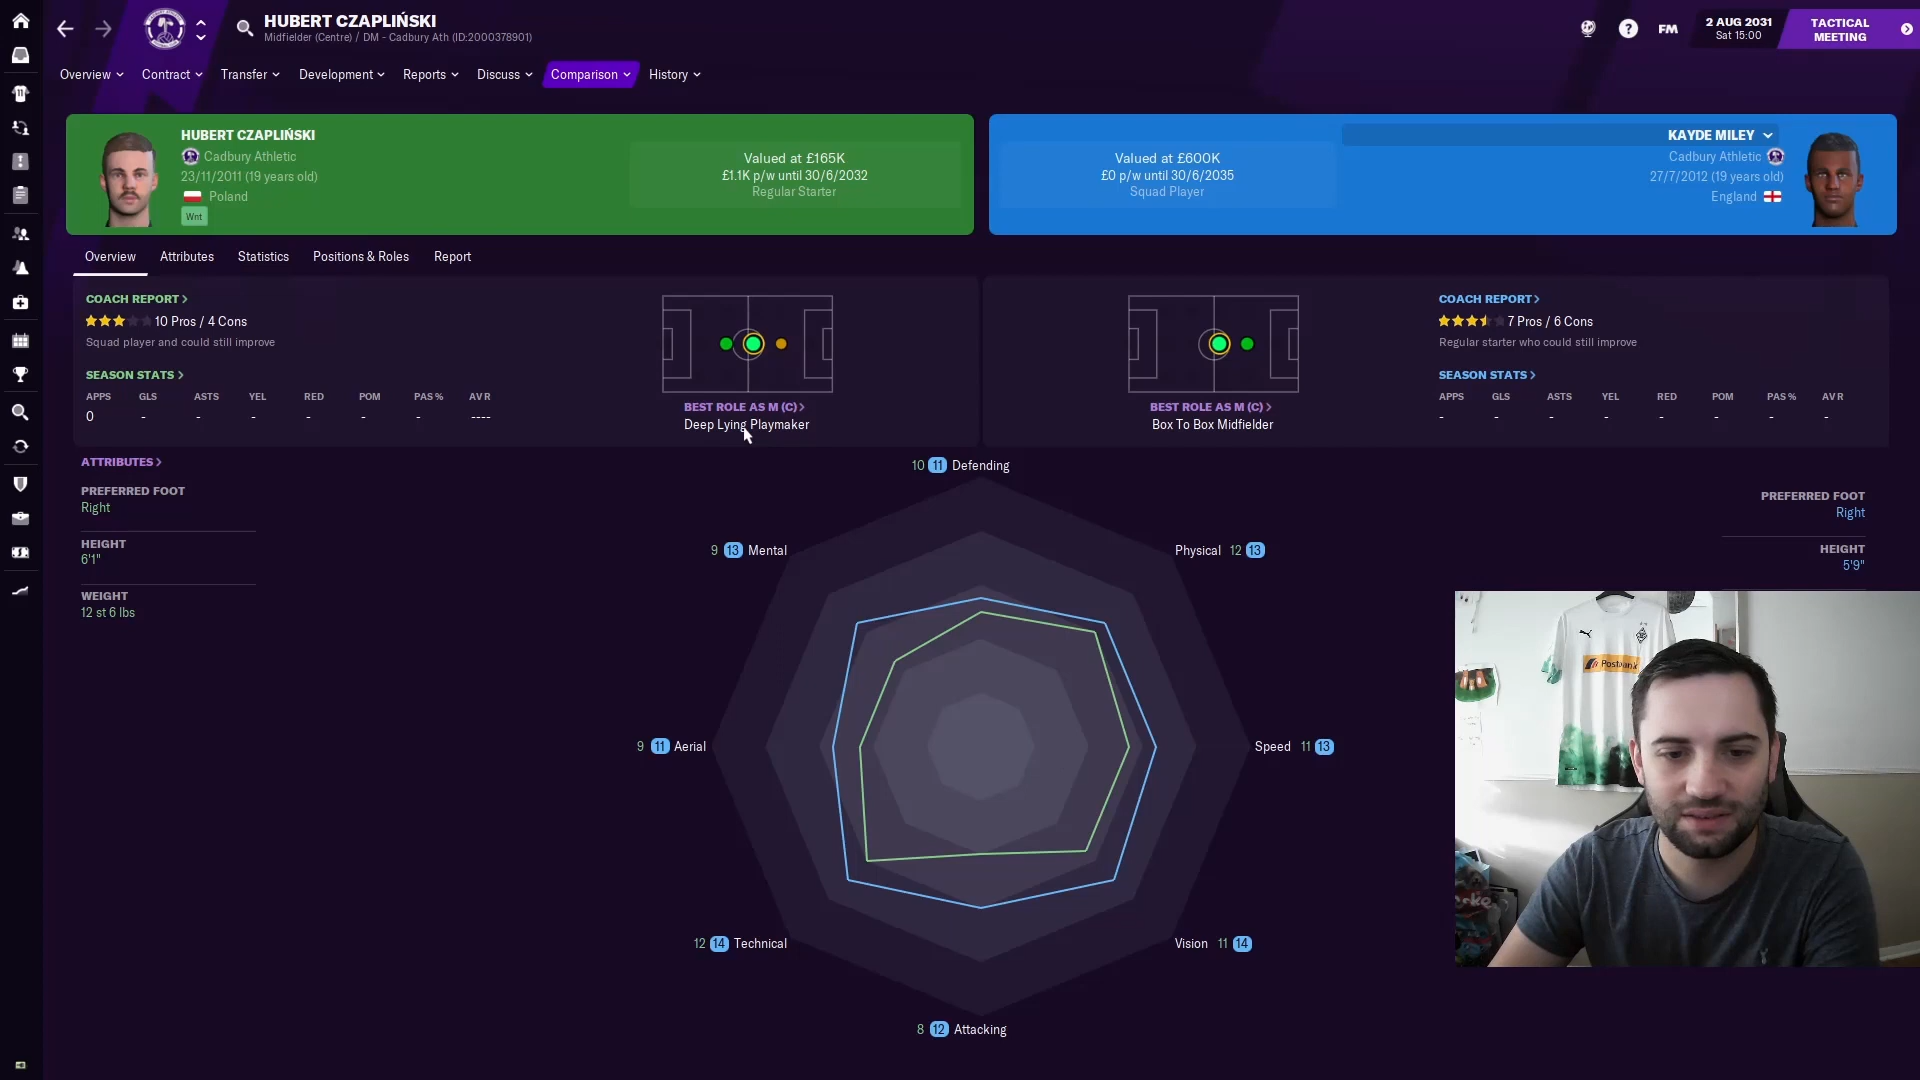 HUBERT CZAPLIŃSKI
Midfielder (Centre) / DM - Cadbury Ath (ID:2000378901)
FM
2 AUG 2031
Sat 15:00
TACTICAL
MEETING
Overview Contract Transfer Development Reports Discuss Comparison History
HUBERT CZAPLIŃSKI
Cadbury Athletic
23/11/2011 (19 years old)
Poland
Wnt
Valued at £165K
£1.1K p/w until 30/6/2032
Regular Starter
Valued at £600K
£0 p/w until 30/6/2035
Squad Player
KAYDE MILEY
Cadbury Athletic
27/7/2012 (19 years old)
England
Overview Attributes Statistics Positions & Roles Report
COACH REPORT >
10 Pros / 4 Cons
Squad player and could still improve
SEASON STATS >
APPS GLS ASTS YEL RED POM PAS % AV R
0 - - - - - - ----
BEST ROLE AS M (C) >
Deep Lying Playmaker
BEST ROLE AS M (C) >
Box To Box Midfielder
COACH REPORT >
7 Pros / 6 Cons
Regular starter who could still improve
SEASON STATS >
APPS GLS ASTS YEL RED POM PAS % AV R
- - - - - - - -
ATTRIBUTES >
PREFERRED FOOT
Right
HEIGHT
6'1"
WEIGHT
12 st 6 lbs
10 11 Defending
9 13 Mental
Physical 12 13
9 11 Aerial
Speed 11 13
12 14 Technical
Vision 11 14
8 12 Attacking
PREFERRED FOOT
Right
HEIGHT
5'9"
Postbank